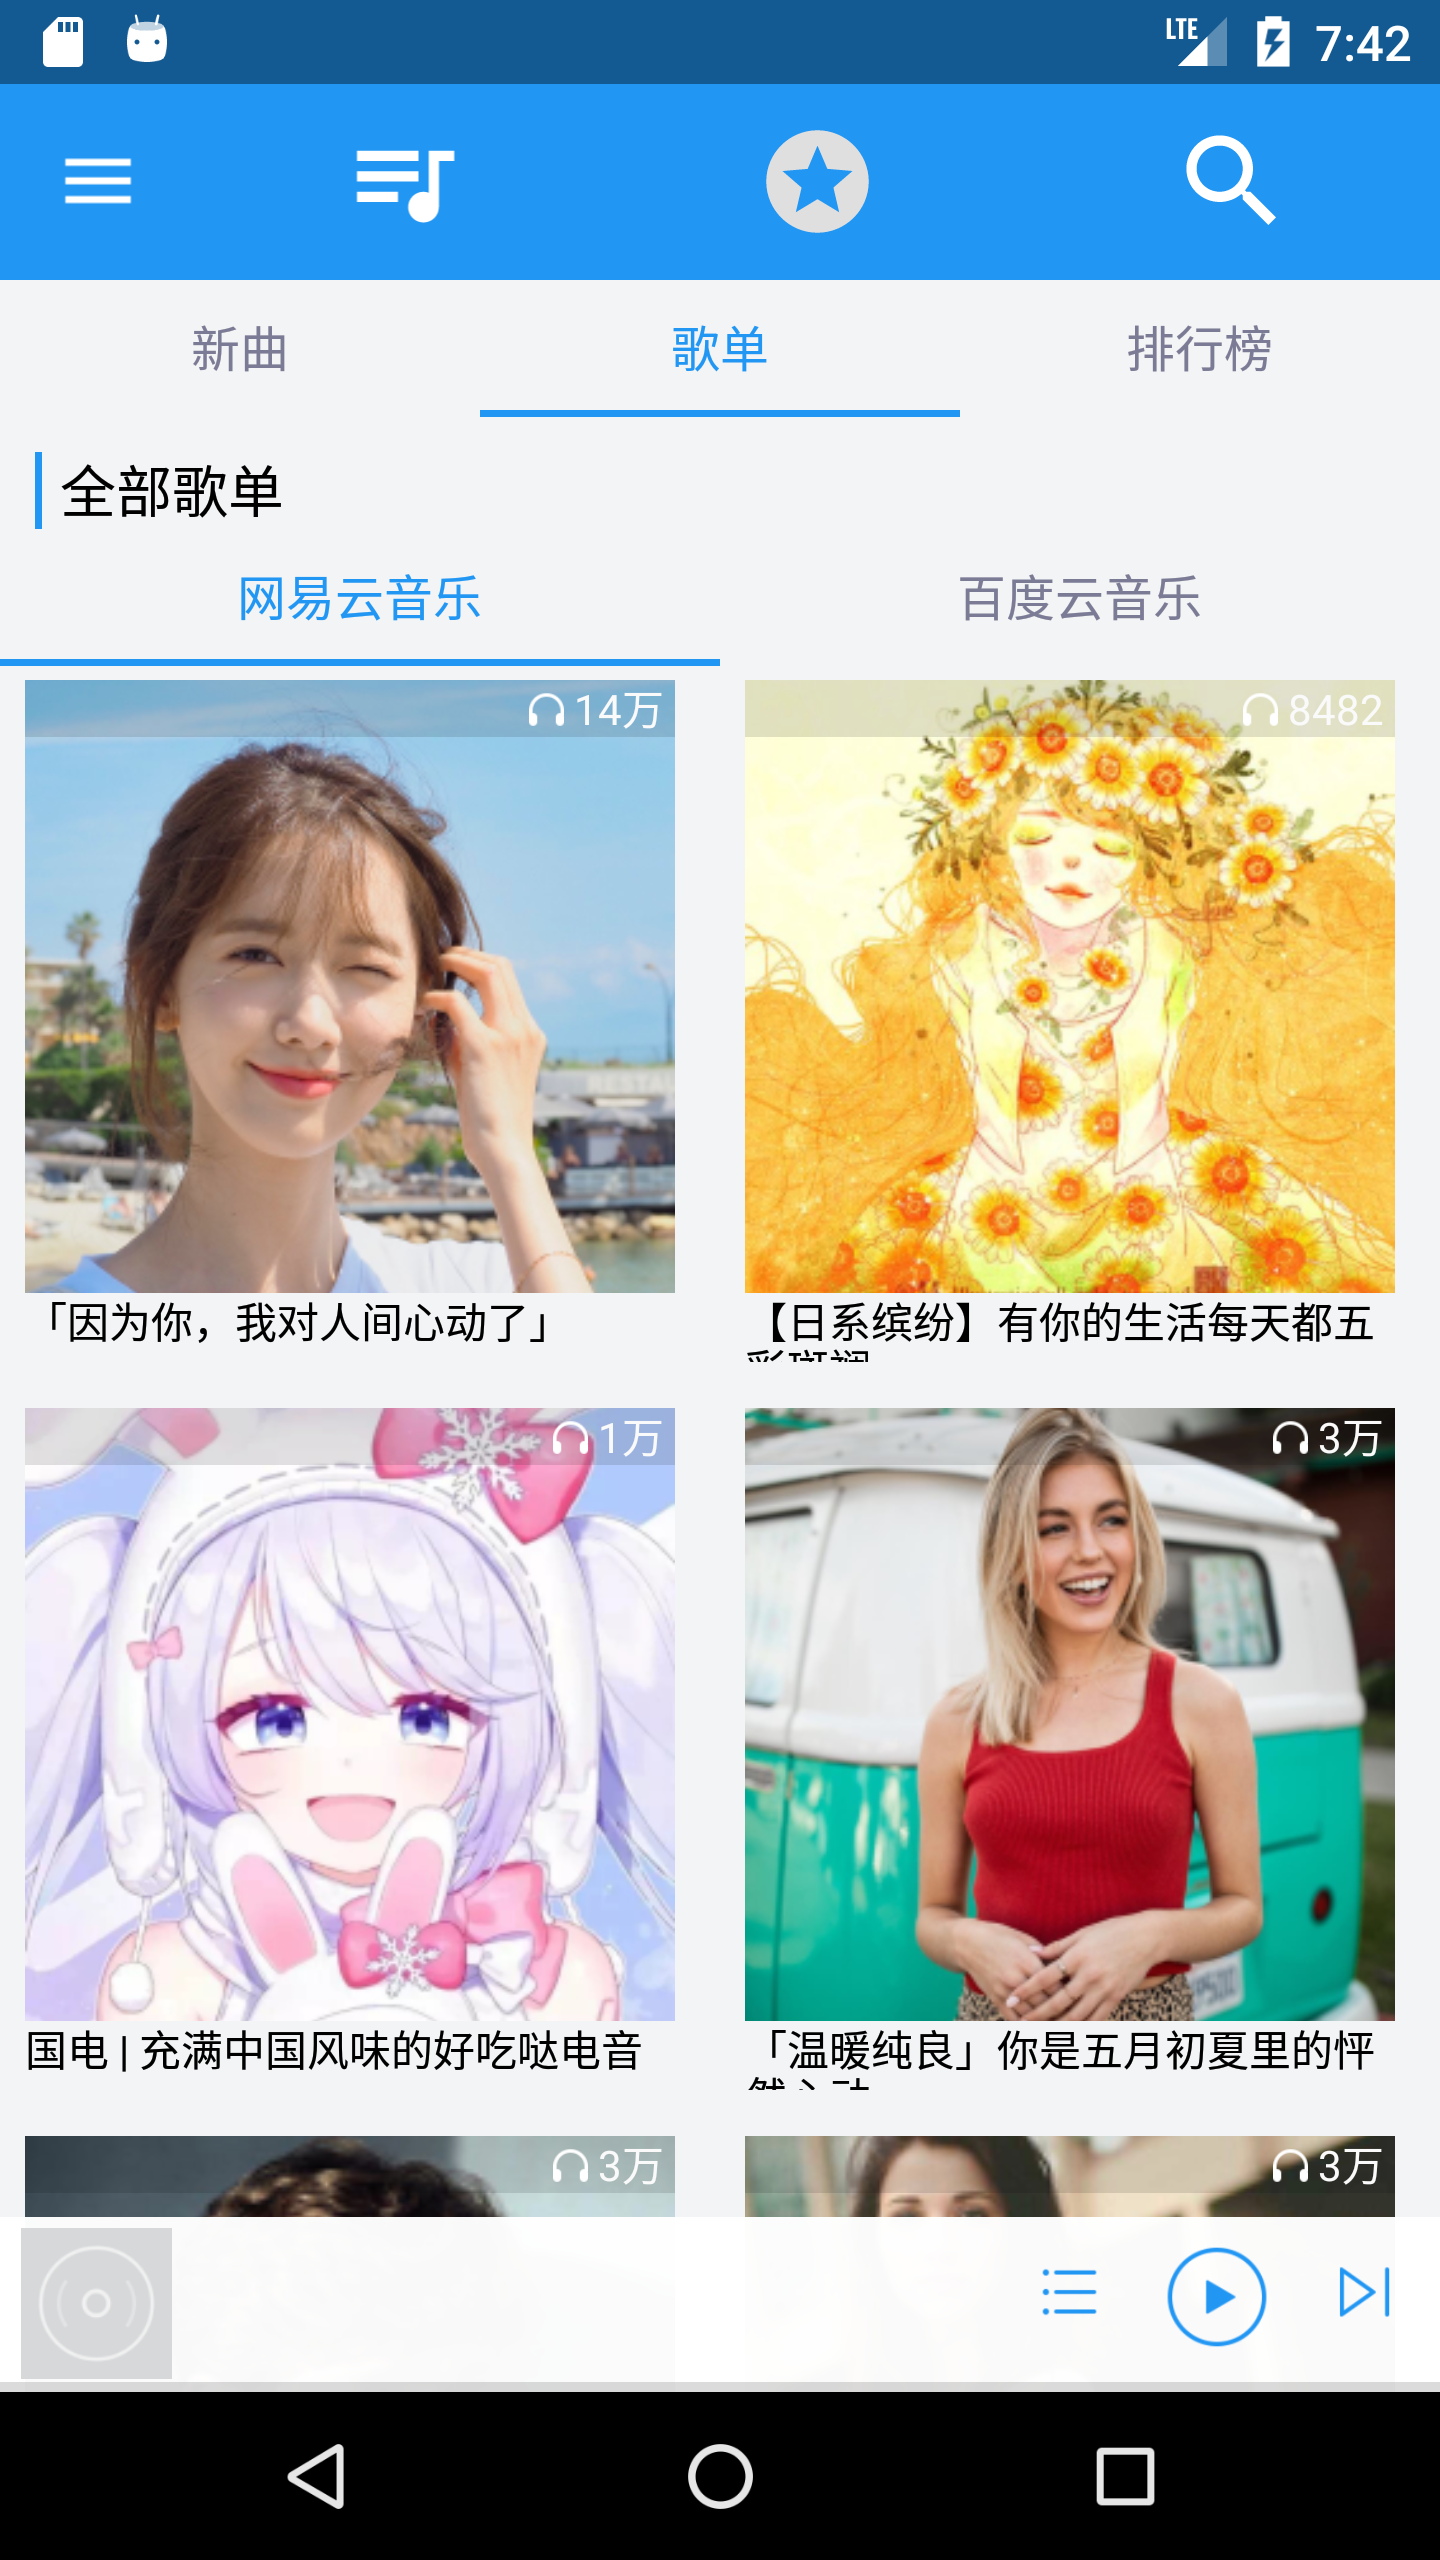 LTE 7:42
新曲 歌单 排行榜
全部歌单
网易云音乐 百度云音乐
14万 8482
「因为你，我对人间心动了」
【日系缤纷】有你的生活每天都五
1万 3万
国电 | 充满中国风味的好吃哒电音
「温暖纯良」你是五月初夏里的怦
3万 3万